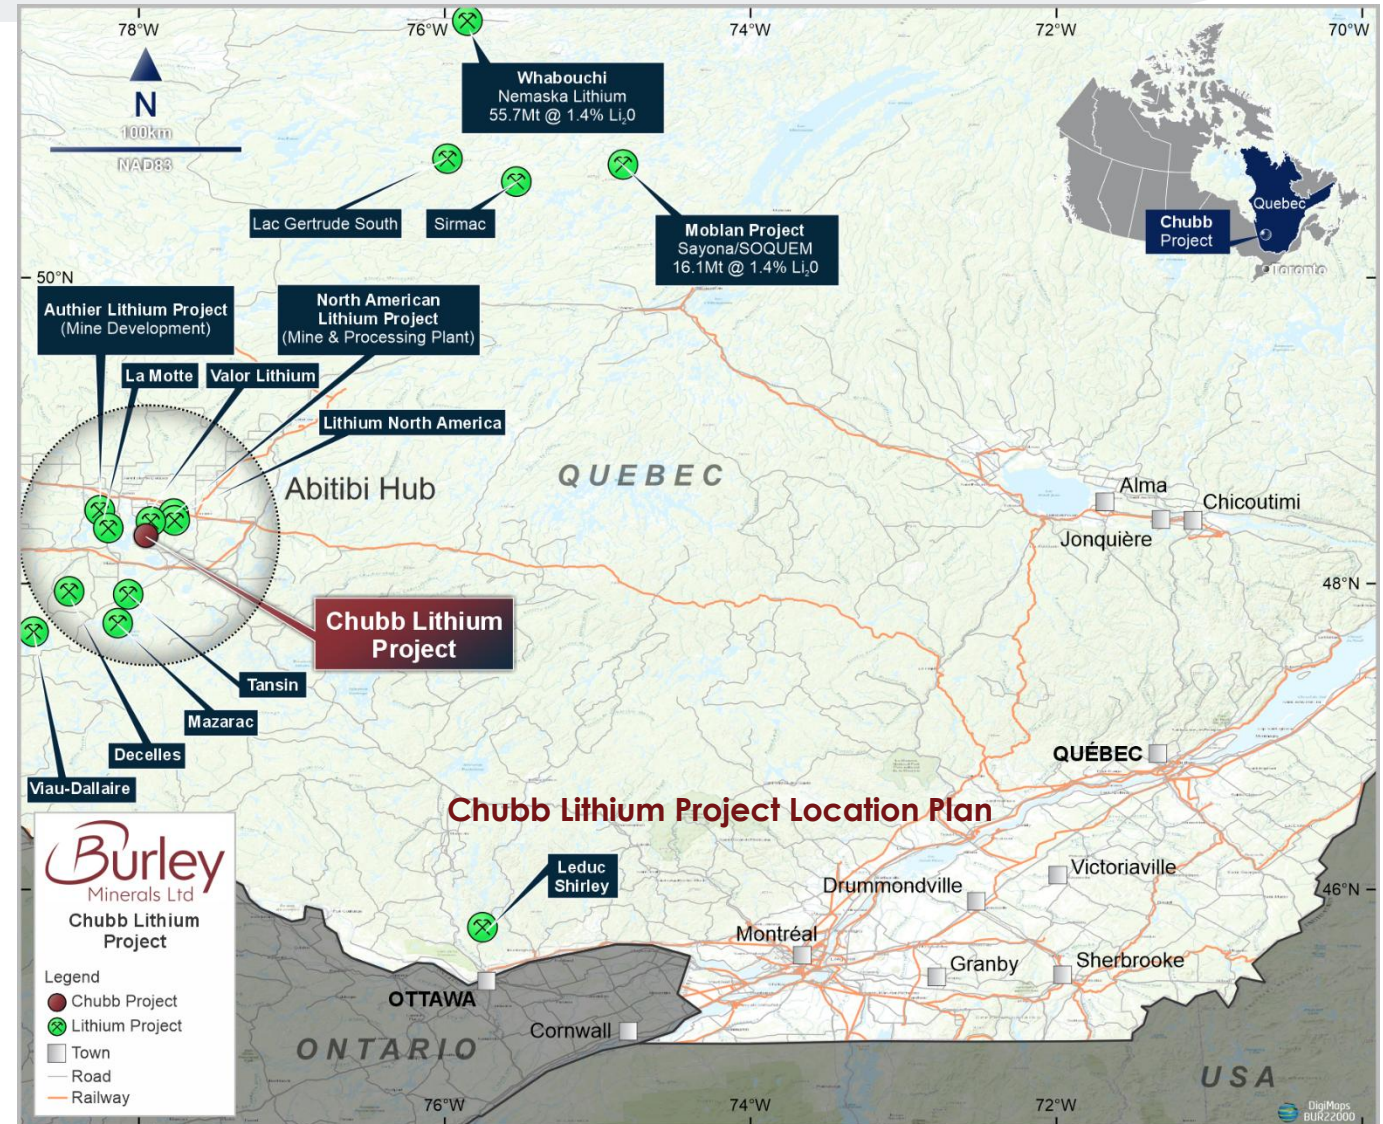 78°W
76°W
74°W
72°W
70°W
N
100km
NAD83
Whabouchi
Nemaska Lithium
55.7Mt @ 1.4% Li₂0
Lac Gertrude South
Sirmac
Moblan Project
Sayona/SOQUEM
16.1Mt @ 1.4% Li₂0
Quebec
Chubb
Project
Toronto
50°N
Authier Lithium Project
(Mine Development)
North American
Lithium Project
(Mine & Processing Plant)
La Motte
Valor Lithium
Lithium North America
Abitibi Hub
QUEBEC
Alma
Chicoutimi
Jonquière
48°N
Chubb Lithium
Project
Tansin
Mazarac
Decelles
Viau-Dallaire
QUÉBEC
Chubb Lithium Project Location Plan
Leduc
Shirley
Victoriaville
Drummondville
46°N
Montréal
Granby
Sherbrooke
OTTAWA
Cornwall
ONTARIO
USA
Burley
Minerals Ltd
Chubb Lithium
Project
Legend
Chubb Project
Lithium Project
Town
Road
Railway
76°W
74°W
72°W
DigiMaps
BUR22000